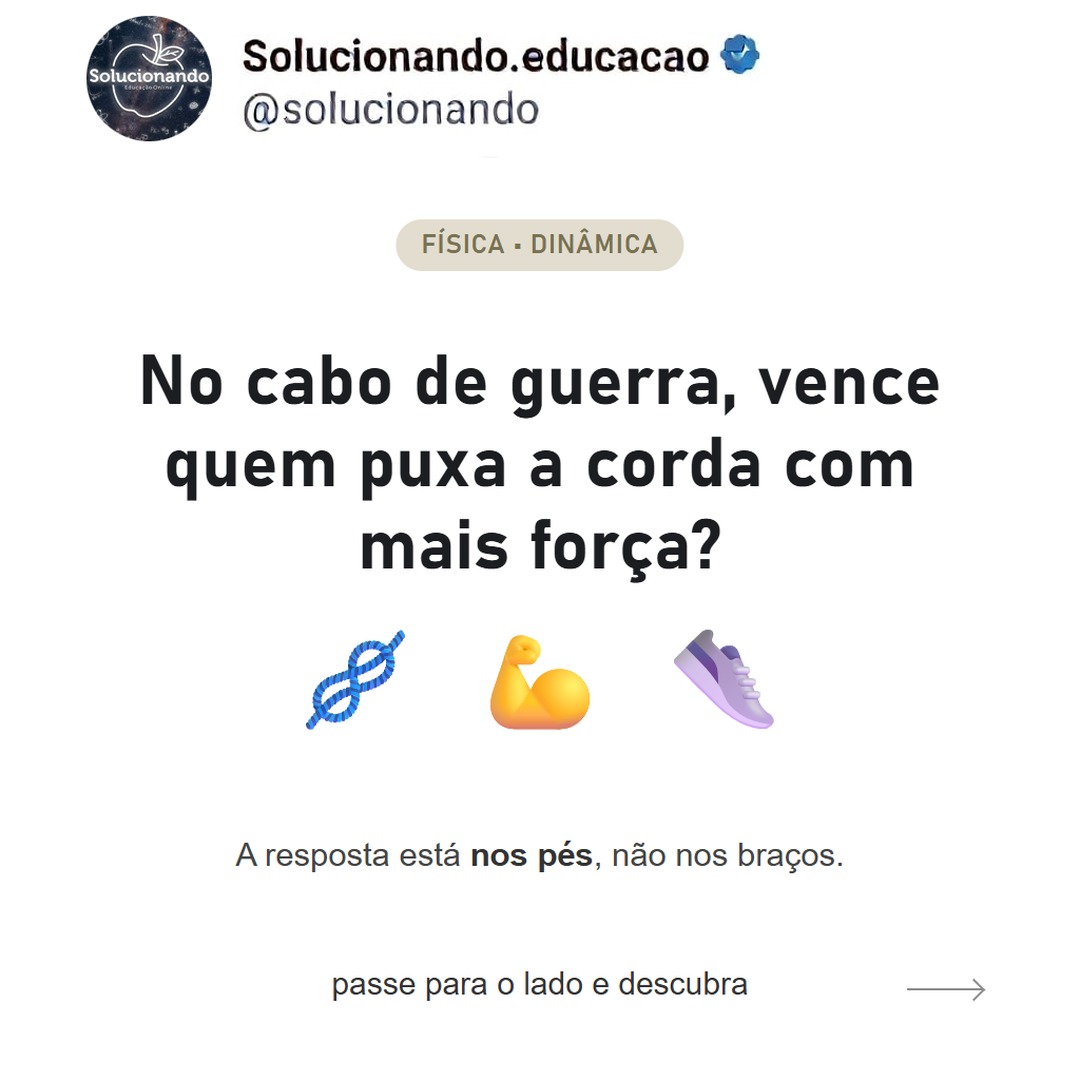 Solucionando
Educação Online
Solucionando.educacao
@solucionando
FÍSICA · DINÂMICA
No cabo de guerra, vence
quem puxa a corda com
mais força?
A resposta está nos pés, não nos braços.
passe para o lado e descubra